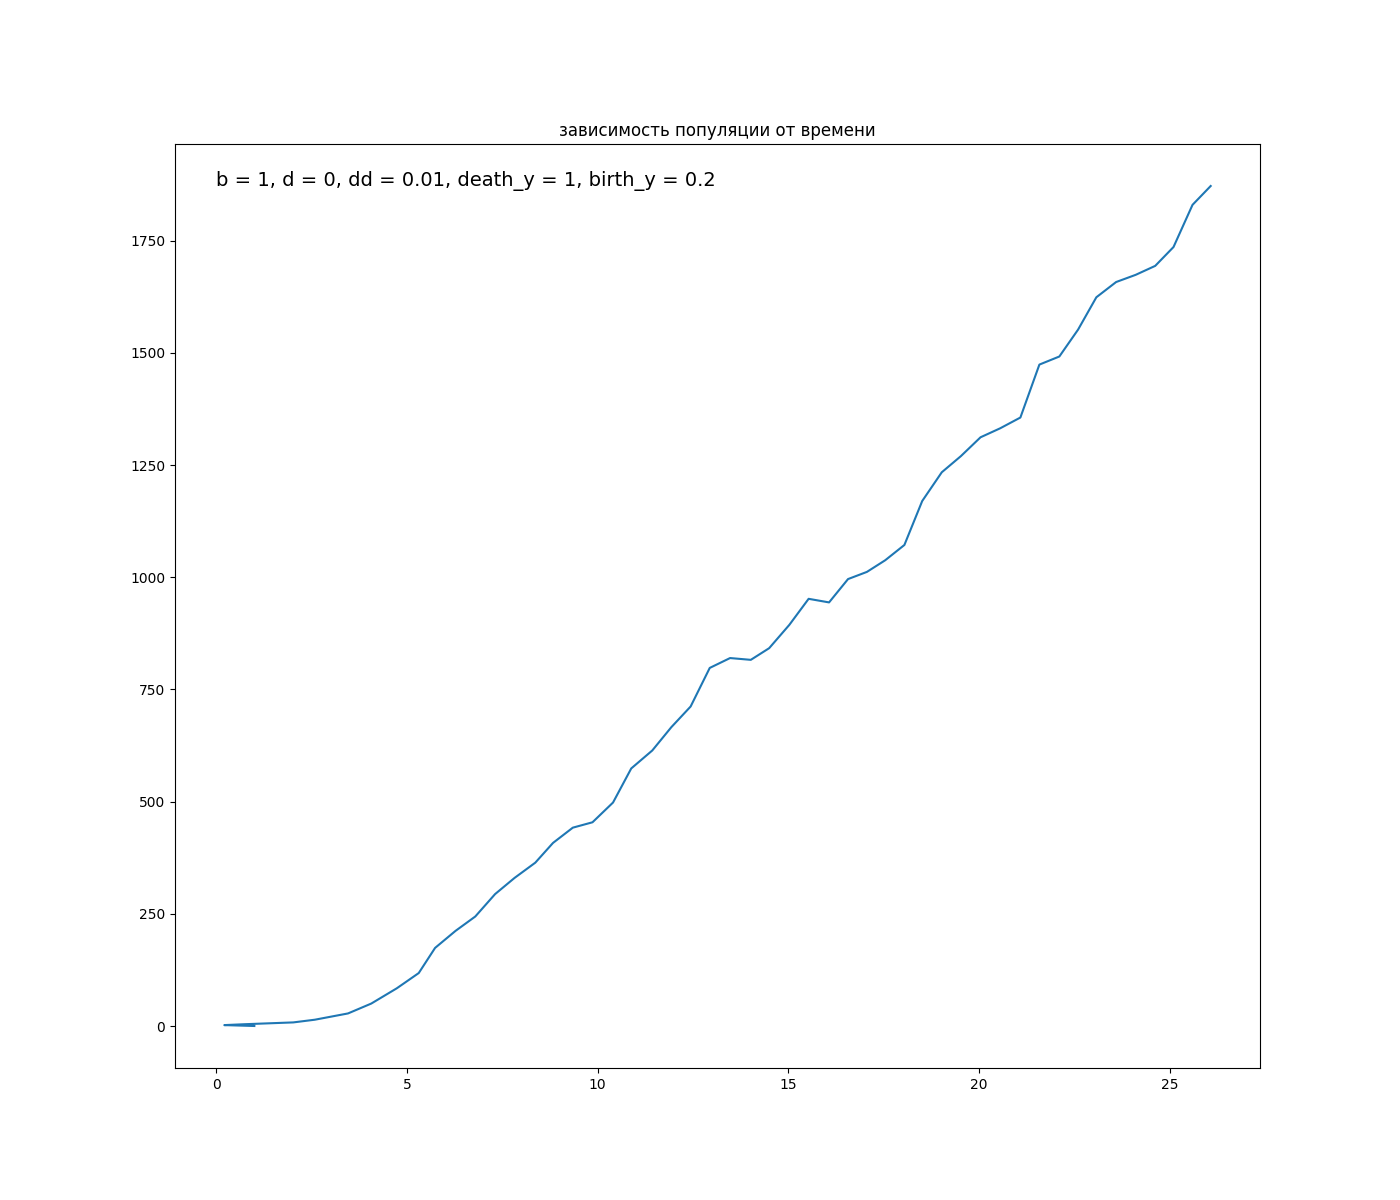 зависимость популяции от времени
b = 1, d = 0, dd = 0.01, death_y = 1, birth_y = 0.2
1750
1500
1250
1000
750
500
250
0
0 5 10 15 20 25